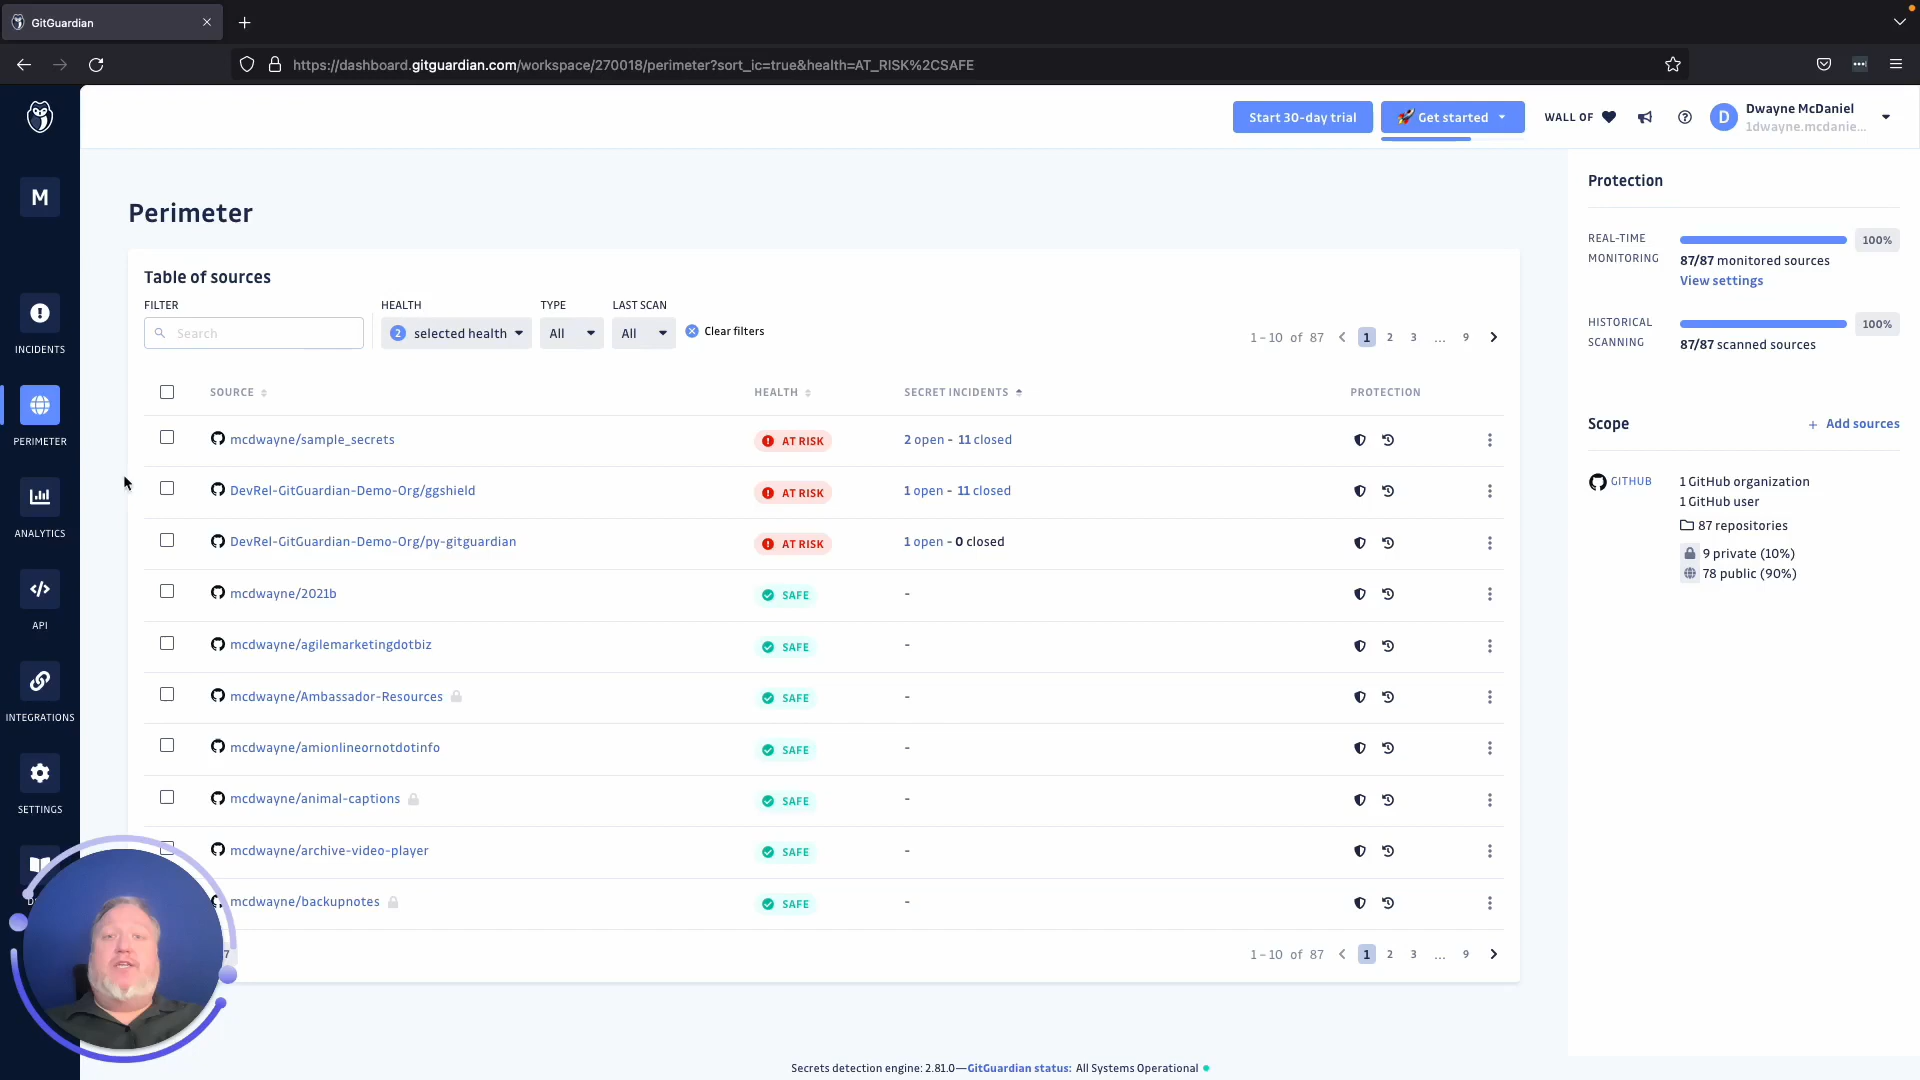 GitGuardian
https://dashboard.gitguardian.com/workspace/270018/perimeter?sort_ic=true&health=AT_RISK%2CSAFE
Start 30-day trial
🚀 Get started
WALL OF
D
Dwayne McDaniel
1dwayne.mcdanie...
M
INCIDENTS
PERIMETER
ANALYTICS
API
INTEGRATIONS
SETTINGS
Perimeter
Table of sources
FILTER
HEALTH
TYPE
LAST SCAN
Search
2 selected health
All
All
Clear filters
1-10 of 87 1 2 3 ... 9
SOURCE HEALTH SECRET INCIDENTS PROTECTION
mcdwayne/sample_secrets AT RISK 2 open - 11 closed
DevRel-GitGuardian-Demo-Org/ggshield AT RISK 1 open - 11 closed
DevRel-GitGuardian-Demo-Org/py-gitguardian AT RISK 1 open - 0 closed
mcdwayne/2021b SAFE -
mcdwayne/agilemarketingdotbiz SAFE -
mcdwayne/Ambassador-Resources SAFE -
mcdwayne/amionlineornotdotinfo SAFE -
mcdwayne/animal-captions SAFE -
mcdwayne/archive-video-player SAFE -
mcdwayne/backupnotes SAFE -
1-10 of 87 1 2 3 ... 9
Protection
REAL-TIME
MONITORING
100%
87/87 monitored sources
View settings
HISTORICAL
SCANNING
100%
87/87 scanned sources
Scope
+ Add sources
GITHUB
1 GitHub organization
1 GitHub user
87 repositories
9 private (10%)
78 public (90%)
Secrets detection engine: 2.81.0—GitGuardian status: All Systems Operational